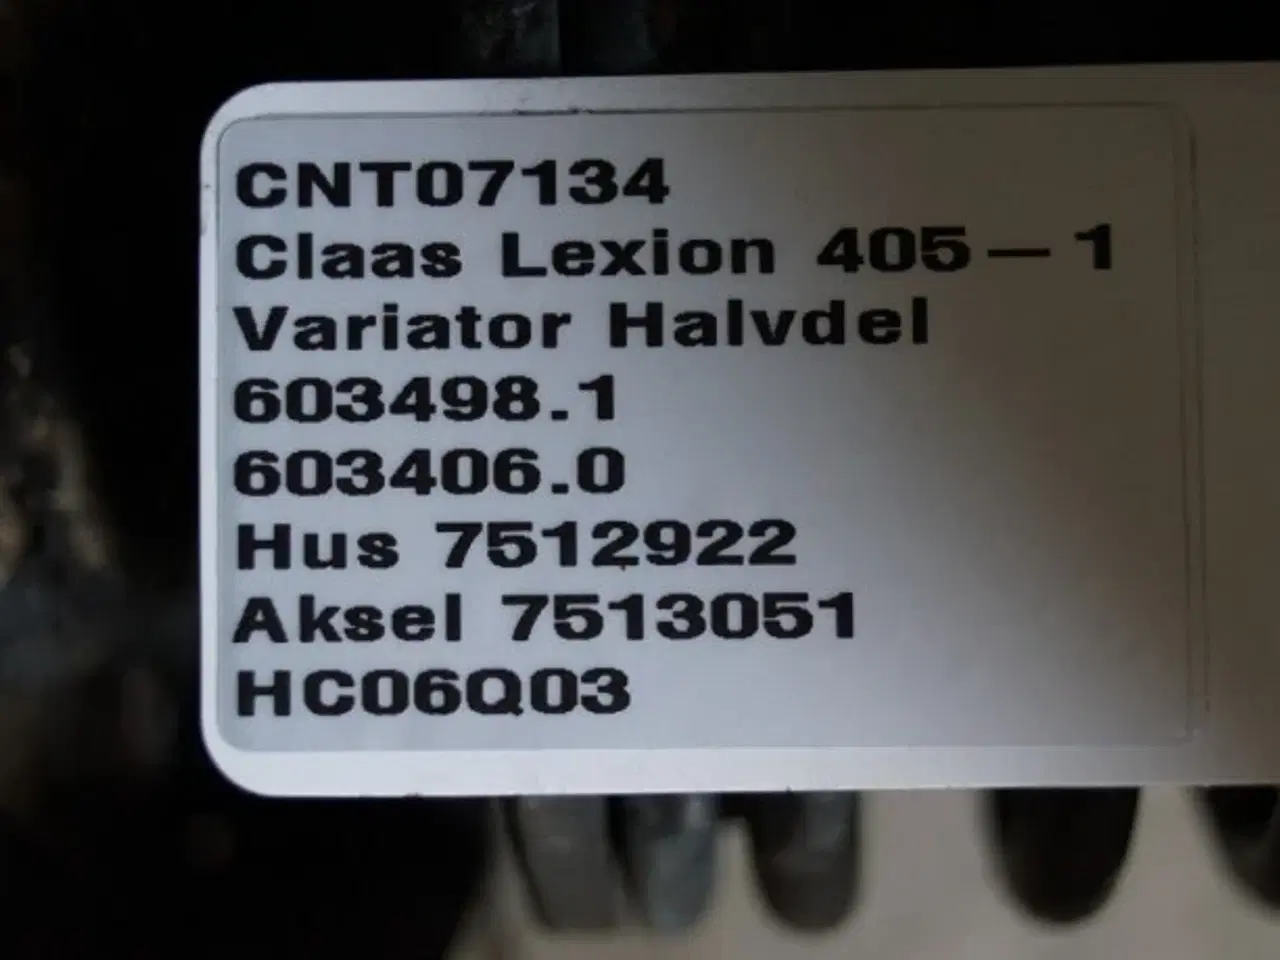 CNT07134
Claas Lexion 405 – 1
Variator Halvdel
603498.1
603406.0
Hus 7512922
Aksel 7513051
HC06Q03